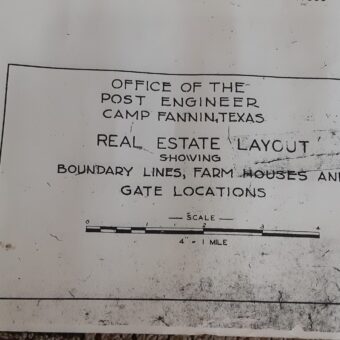 OFFICE OF THE
POST ENGINEER
CAMP FANNIN, TEXAS
REAL ESTATE LAYOUT
SHOWING
BOUNDARY LINES, FARM HOUSES AND
GATE LOCATIONS
— SCALE —
0 1 2 3 4
4" = 1 MILE